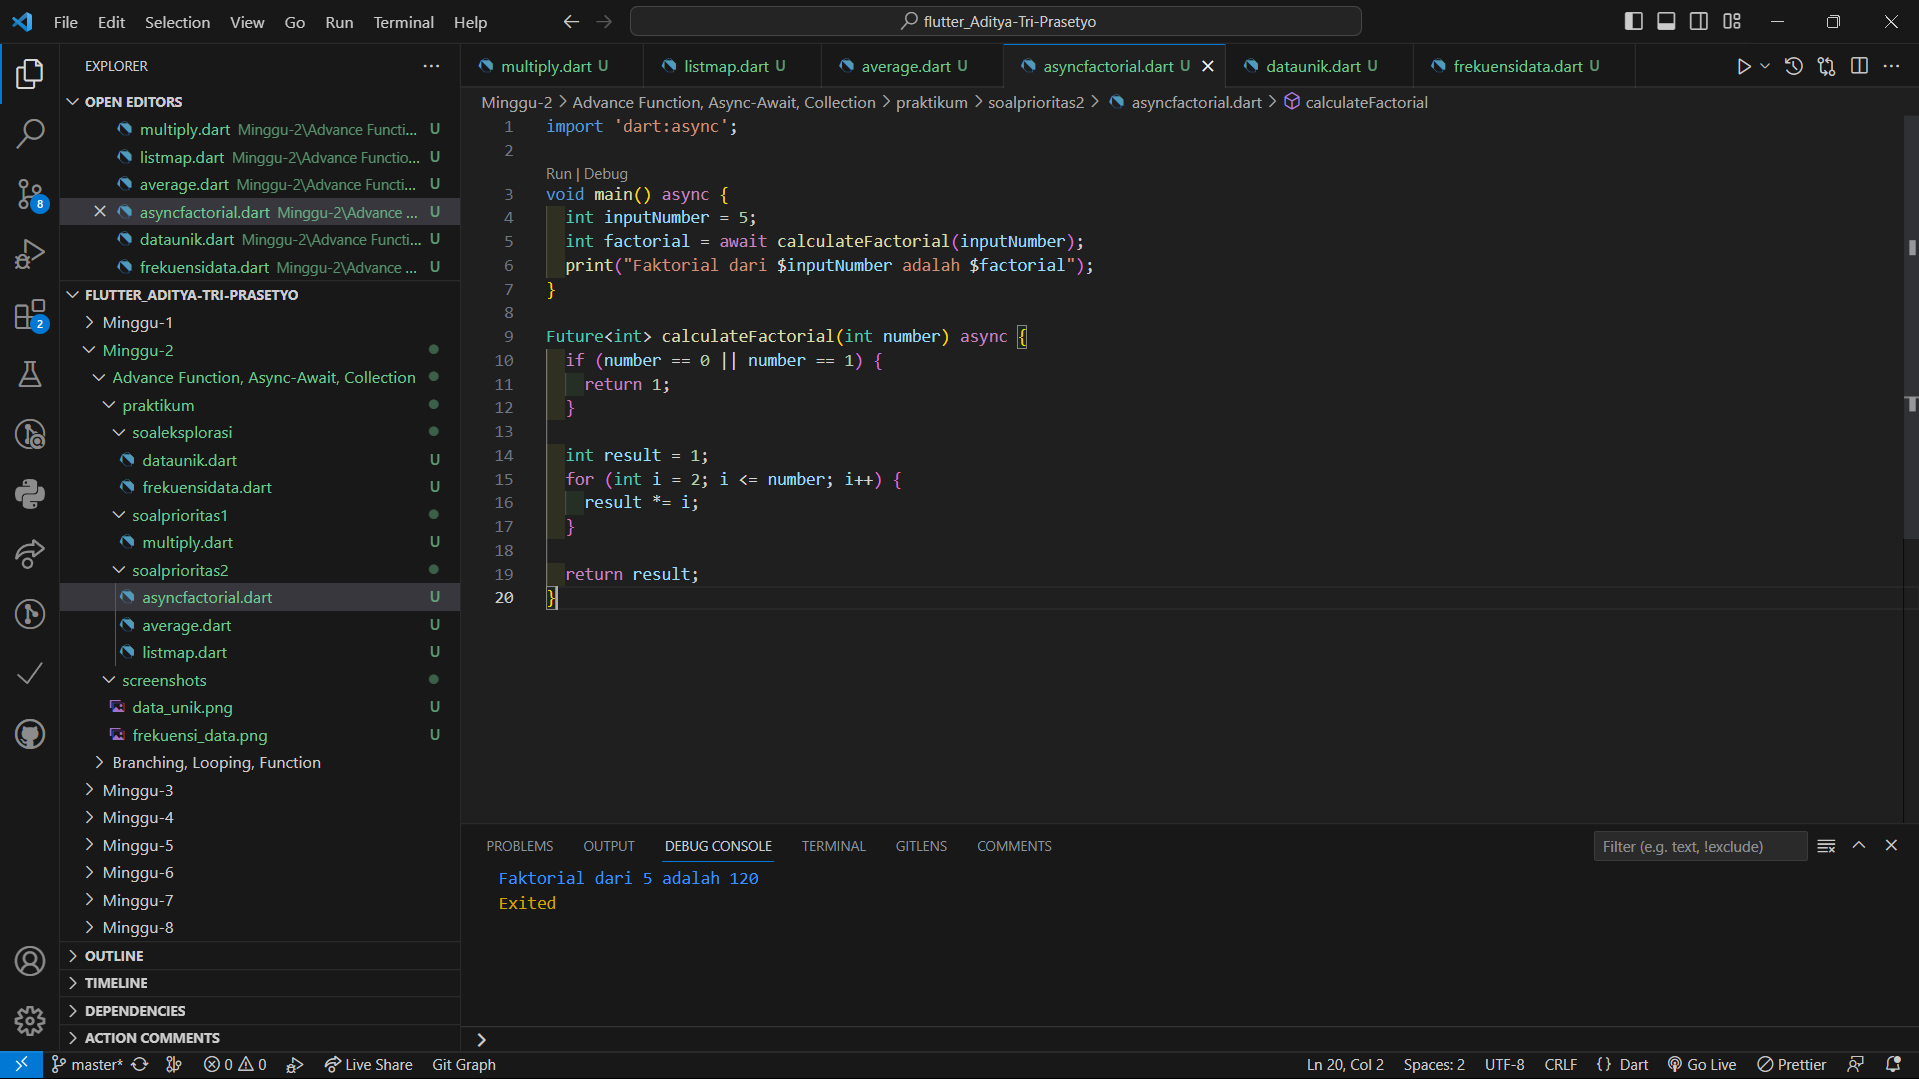 File Edit Selection View Go Run Terminal Help
flutter_Aditya-Tri-Prasetyo
EXPLORER
OPEN EDITORS
multiply.dart Minggu-2\Advance Functi... U
listmap.dart Minggu-2\Advance Functio... U
average.dart Minggu-2\Advance Functi... U
asyncfactorial.dart Minggu-2\Advance ... U
dataunik.dart Minggu-2\Advance Functi... U
frekuensidata.dart Minggu-2\Advance ... U
FLUTTER_ADITYA-TRI-PRASETYO
Minggu-1
Minggu-2
Advance Function, Async-Await, Collection
praktikum
soaleksplorasi
dataunik.dart U
frekuensidata.dart U
soalprioritas1
multiply.dart U
soalprioritas2
asyncfactorial.dart U
average.dart U
listmap.dart U
screenshots
data_unik.png U
frekuensi_data.png U
Branching, Looping, Function
Minggu-3
Minggu-4
Minggu-5
Minggu-6
Minggu-7
Minggu-8
OUTLINE
TIMELINE
DEPENDENCIES
ACTION COMMENTS
8
2
multiply.dart U listmap.dart U average.dart U asyncfactorial.dart U dataunik.dart U frekuensidata.dart U
Minggu-2 > Advance Function, Async-Await, Collection > praktikum > soalprioritas2 > asyncfactorial.dart > calculateFactorial
1 import 'dart:async';
2
Run | Debug
3 void main() async {
4 int inputNumber = 5;
5 int factorial = await calculateFactorial(inputNumber);
6 print("Faktorial dari $inputNumber adalah $factorial");
7 }
8
9 Future<int> calculateFactorial(int number) async {
10 if (number == 0 || number == 1) {
11 return 1;
12 }
13
14 int result = 1;
15 for (int i = 2; i <= number; i++) {
16 result *= i;
17 }
18
19 return result;
20 }
PROBLEMS OUTPUT DEBUG CONSOLE TERMINAL GITLENS COMMENTS
Filter (e.g. text, !exclude)
Faktorial dari 5 adalah 120
Exited
master* 0 0 Live Share Git Graph
Ln 20, Col 2 Spaces: 2 UTF-8 CRLF {} Dart Go Live Prettier